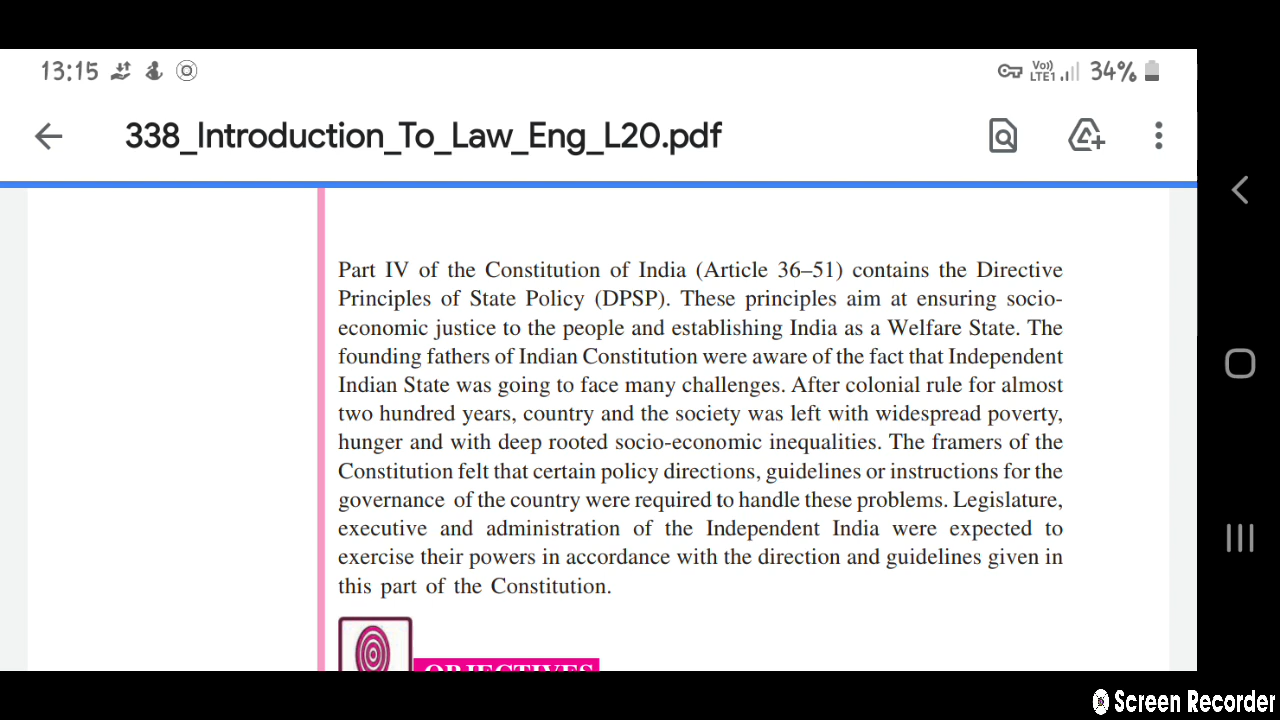 13:15
Vo)) LTE1 34%
338_Introduction_To_Law_Eng_L20.pdf
Part IV of the Constitution of India (Article 36–51) contains the Directive
Principles of State Policy (DPSP). These principles aim at ensuring socio-
economic justice to the people and establishing India as a Welfare State. The
founding fathers of Indian Constitution were aware of the fact that Independent
Indian State was going to face many challenges. After colonial rule for almost
two hundred years, country and the society was left with widespread poverty,
hunger and with deep rooted socio-economic inequalities. The framers of the
Constitution felt that certain policy directions, guidelines or instructions for the
governance of the country were required to handle these problems. Legislature,
executive and administration of the Independent India were expected to
exercise their powers in accordance with the direction and guidelines given in
this part of the Constitution.
OBJECTIVES
Screen Recorder